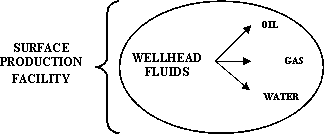 SURFACE
PRODUCTION
FACILITY
WELLHEAD
FLUIDS
OIL
GAS
WATER